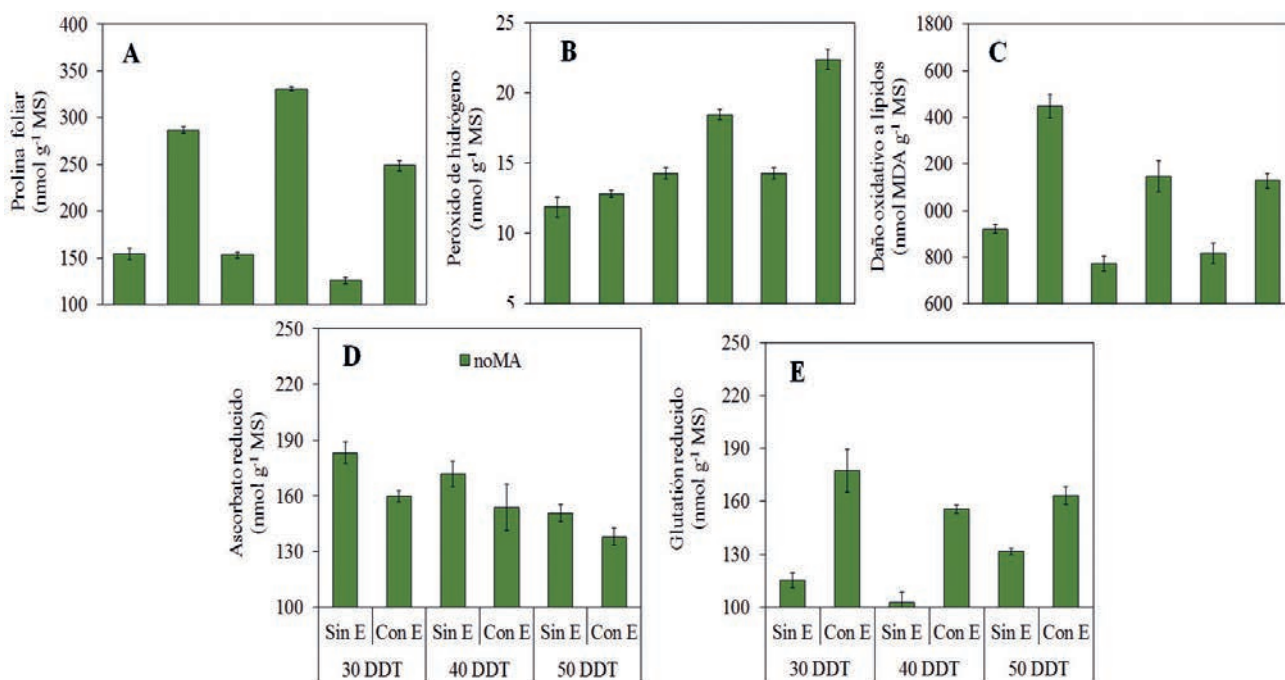 A
Prolina foliar
(nmol g⁻¹ MS)
400
350
300
250
200
150
100
B
Peróxido de hidrógeno
(nmol g⁻¹ MS)
25
22
19
16
13
10
5
C
Daño oxidativo a lípidos
(nmol MDA g⁻¹ MS)
1800
600
400
200
000
800
600
D
noMA
Ascorbato reducido
(nmol g⁻¹ MS)
250
220
190
160
130
100
Sin E Con E Sin E Con E Sin E Con E
30 DDT 40 DDT 50 DDT
E
Glutatión reducido
(nmol g⁻¹ MS)
250
190
160
130
100
Sin E Con E Sin E Con E Sin E Con E
30 DDT 40 DDT 50 DDT